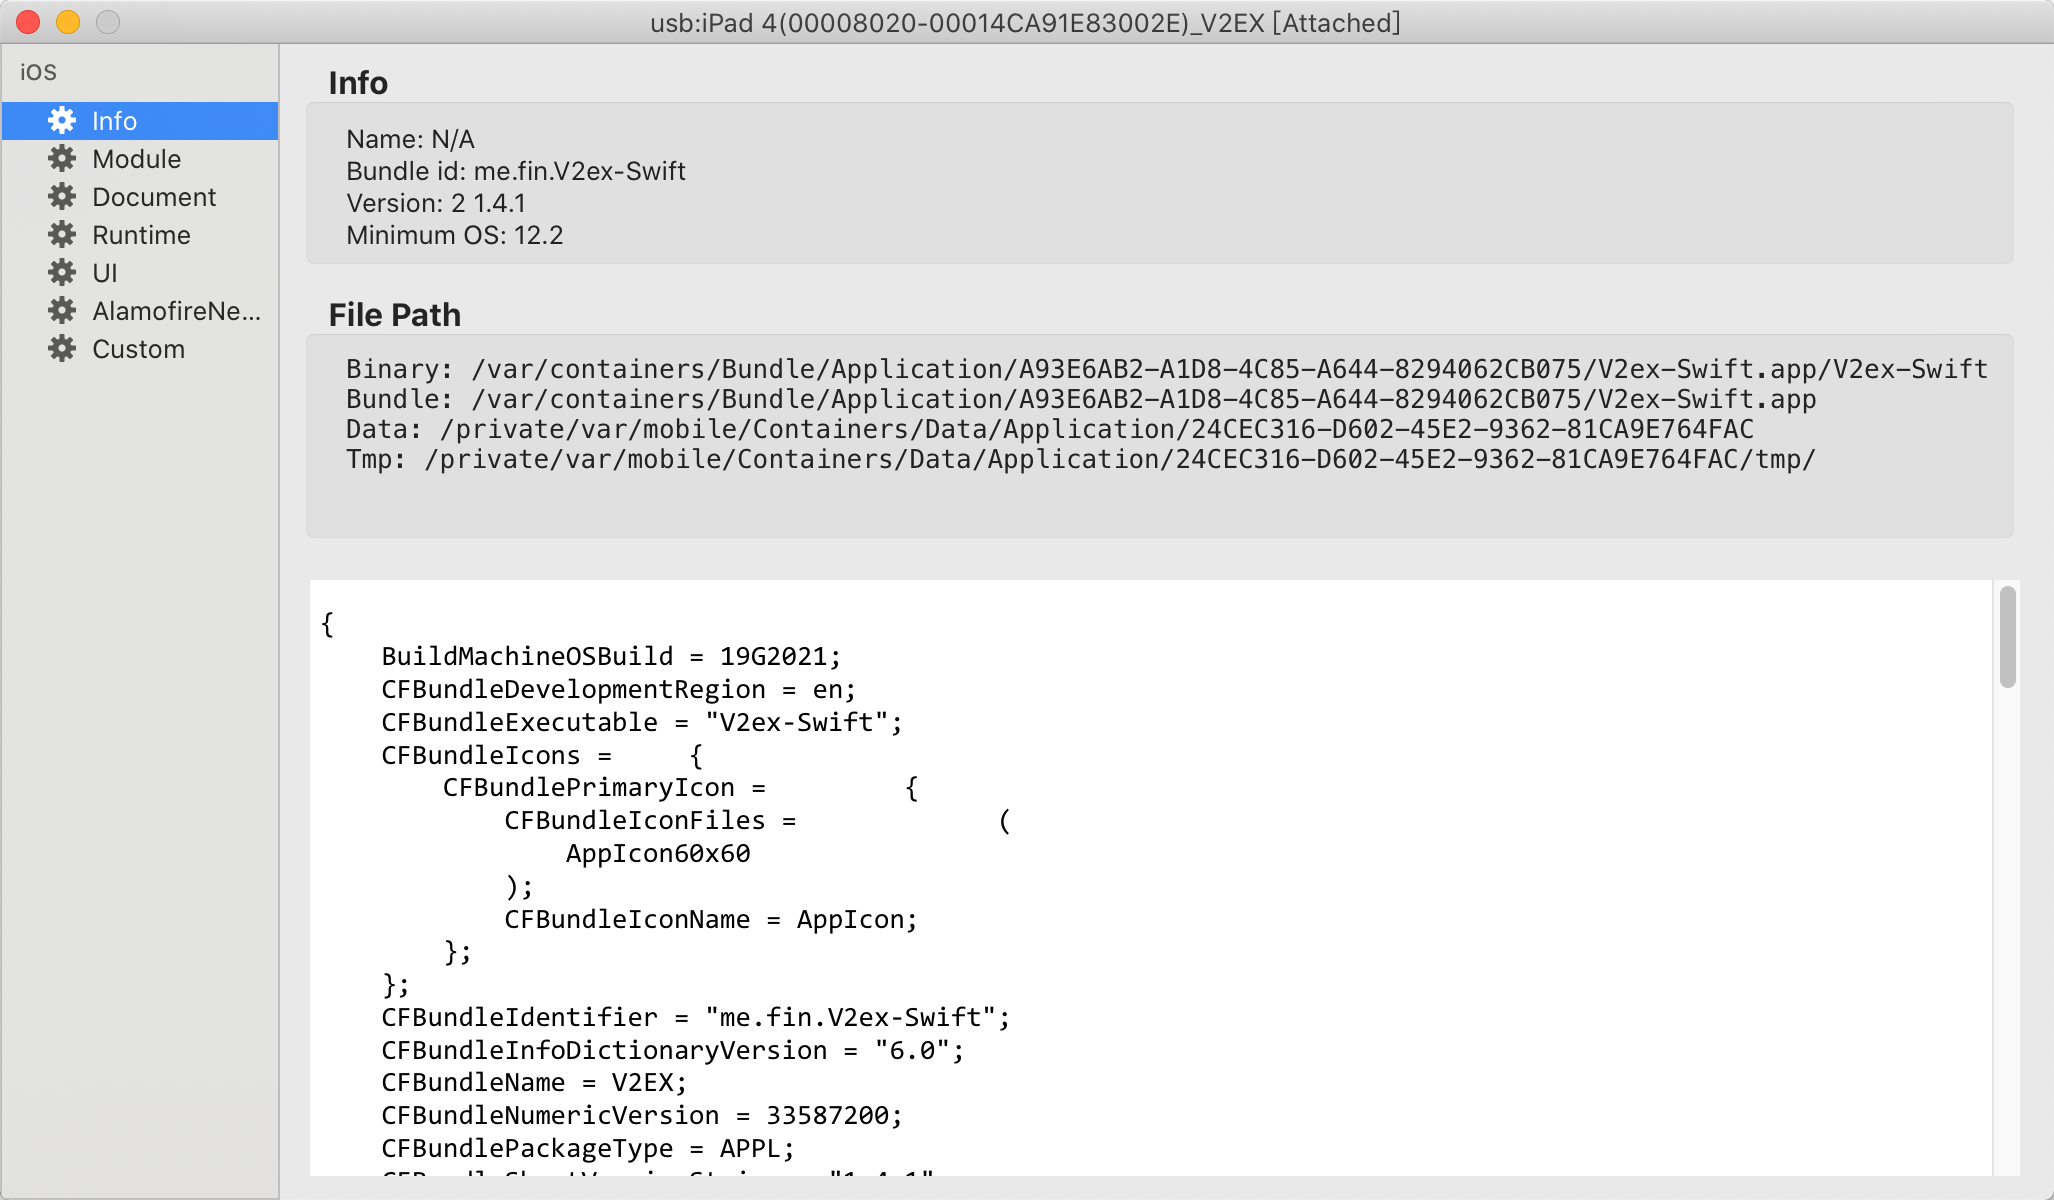 usb:iPad 4(00008020-00014CA91E83002E)_V2EX [Attached]
iOS
Info
Module
Document
Runtime
UI
AlamofireNe...
Custom
Info
Name: N/A
Bundle id: me.fin.V2ex-Swift
Version: 2 1.4.1
Minimum OS: 12.2
File Path
Binary: /var/containers/Bundle/Application/A93E6AB2-A1D8-4C85-A644-8294062CB075/V2ex-Swift.app/V2ex-Swift
Bundle: /var/containers/Bundle/Application/A93E6AB2-A1D8-4C85-A644-8294062CB075/V2ex-Swift.app
Data: /private/var/mobile/Containers/Data/Application/24CEC316-D602-45E2-9362-81CA9E764FAC
Tmp: /private/var/mobile/Containers/Data/Application/24CEC316-D602-45E2-9362-81CA9E764FAC/tmp/
{
    BuildMachineOSBuild = 19G2021;
    CFBundleDevelopmentRegion = en;
    CFBundleExecutable = "V2ex-Swift";
    CFBundleIcons =     {
        CFBundlePrimaryIcon =         {
            CFBundleIconFiles =             (
                AppIcon60x60
            );
            CFBundleIconName = AppIcon;
        };
    };
    CFBundleIdentifier = "me.fin.V2ex-Swift";
    CFBundleInfoDictionaryVersion = "6.0";
    CFBundleName = V2EX;
    CFBundleNumericVersion = 33587200;
    CFBundlePackageType = APPL;